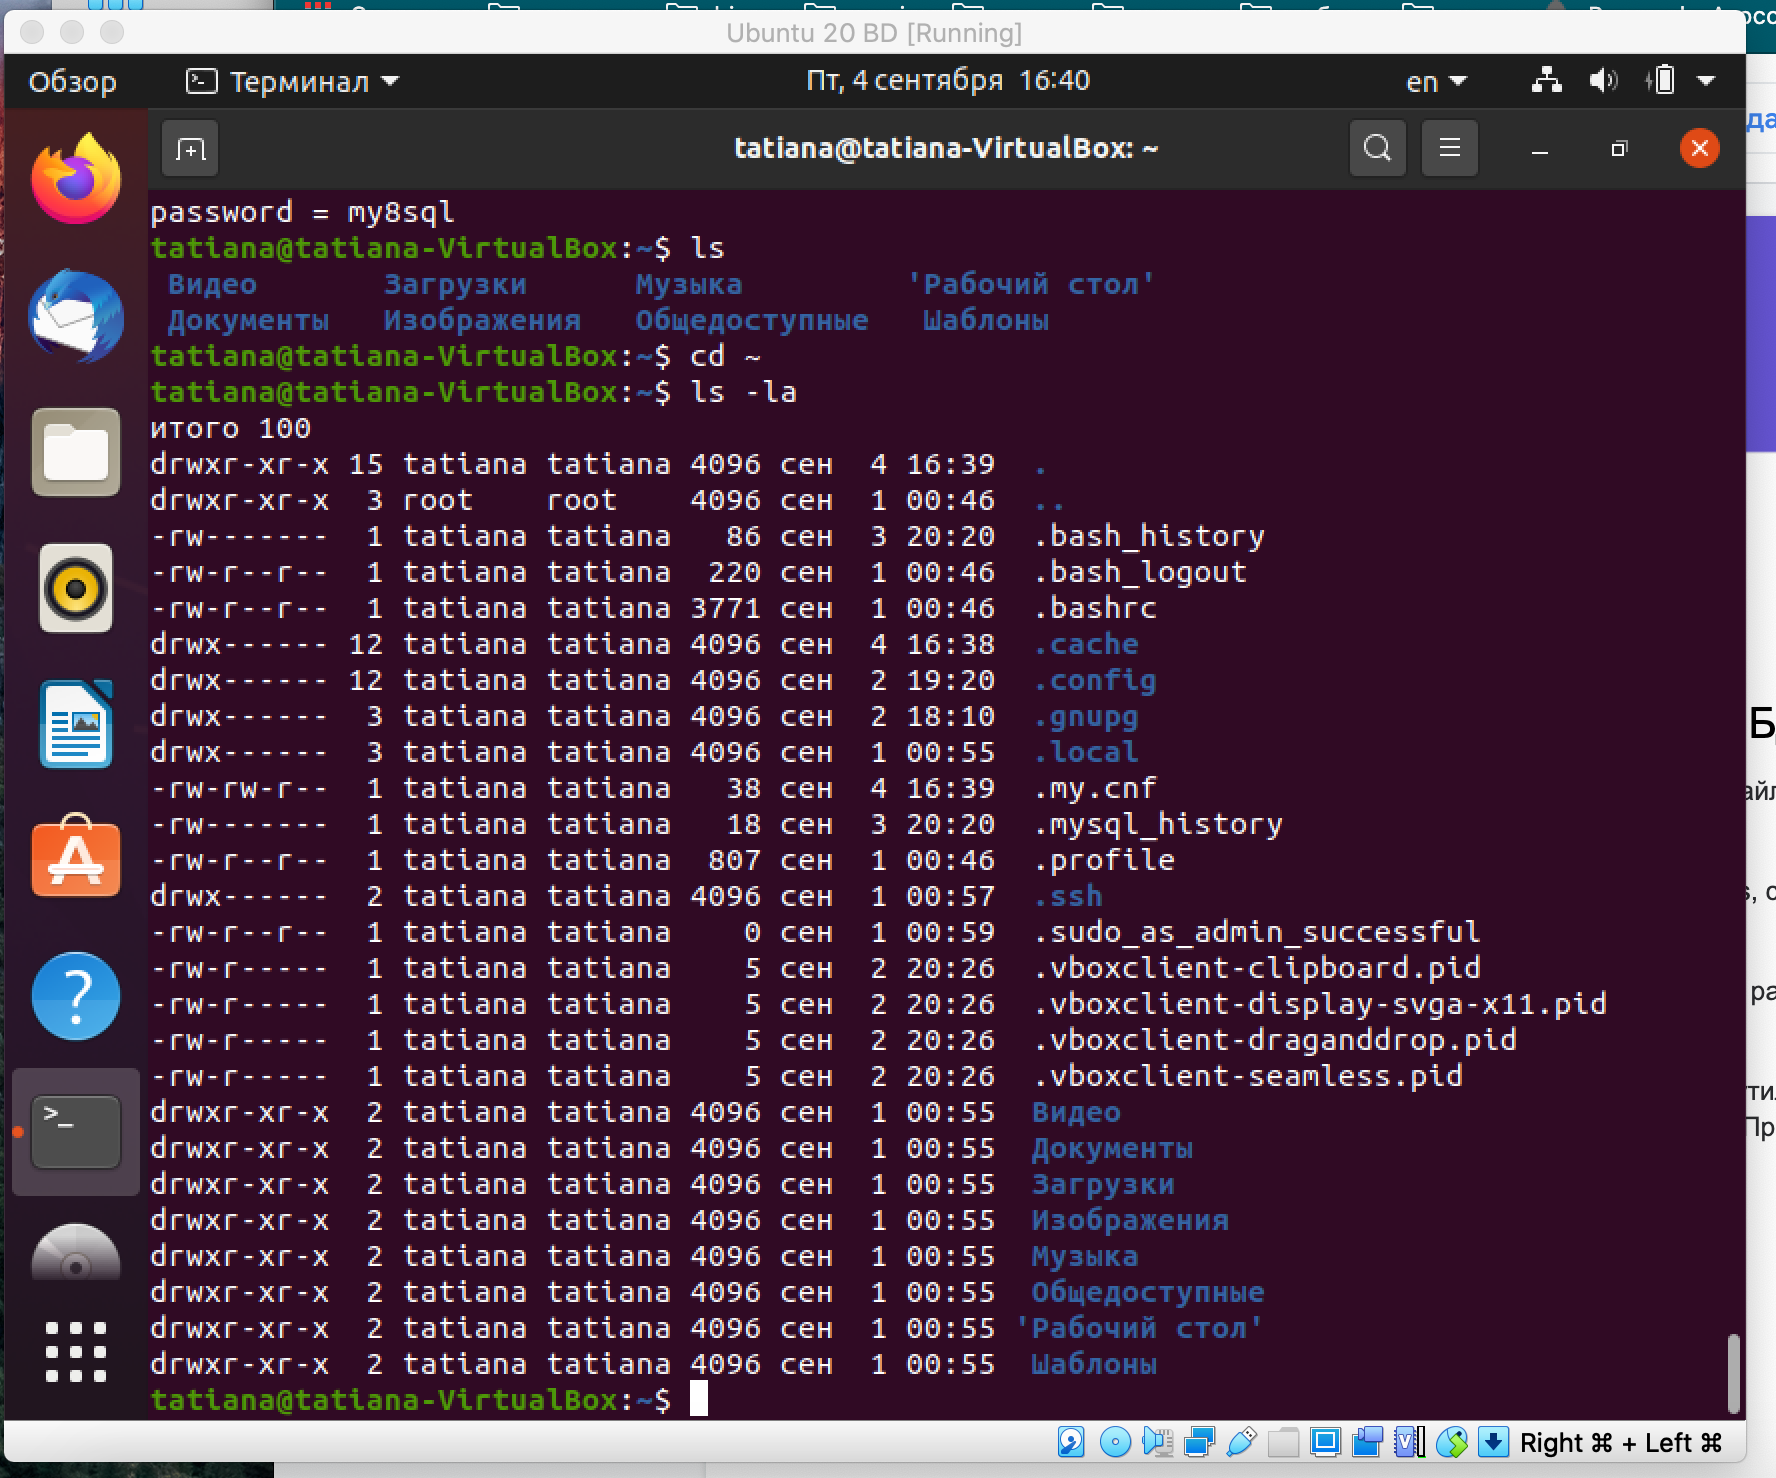 Ubuntu 20 BD [Running]
Обзор
Терминал
Пт, 4 сентября 16:40
en
tatiana@tatiana-VirtualBox: ~
password = my8sql
tatiana@tatiana-VirtualBox:~$ ls
Видео Загрузки Музыка 'Рабочий стол'
Документы Изображения Общедоступные Шаблоны
tatiana@tatiana-VirtualBox:~$ cd ~
tatiana@tatiana-VirtualBox:~$ ls -la
итого 100
drwxr-xr-x 15 tatiana tatiana 4096 сен 4 16:39 .
drwxr-xr-x 3 root root 4096 сен 1 00:46 ..
-rw------- 1 tatiana tatiana 86 сен 3 20:20 .bash_history
-rw-r--r-- 1 tatiana tatiana 220 сен 1 00:46 .bash_logout
-rw-r--r-- 1 tatiana tatiana 3771 сен 1 00:46 .bashrc
drwx------ 12 tatiana tatiana 4096 сен 4 16:38 .cache
drwx------ 12 tatiana tatiana 4096 сен 2 19:20 .config
drwx------ 3 tatiana tatiana 4096 сен 2 18:10 .gnupg
drwx------ 3 tatiana tatiana 4096 сен 1 00:55 .local
-rw-rw-r-- 1 tatiana tatiana 38 сен 4 16:39 .my.cnf
-rw------- 1 tatiana tatiana 18 сен 3 20:20 .mysql_history
-rw-r--r-- 1 tatiana tatiana 807 сен 1 00:46 .profile
drwx------ 2 tatiana tatiana 4096 сен 1 00:57 .ssh
-rw-r--r-- 1 tatiana tatiana 0 сен 1 00:59 .sudo_as_admin_successful
-rw-r----- 1 tatiana tatiana 5 сен 2 20:26 .vboxclient-clipboard.pid
-rw-r----- 1 tatiana tatiana 5 сен 2 20:26 .vboxclient-display-svga-x11.pid
-rw-r----- 1 tatiana tatiana 5 сен 2 20:26 .vboxclient-draganddrop.pid
-rw-r----- 1 tatiana tatiana 5 сен 2 20:26 .vboxclient-seamless.pid
drwxr-xr-x 2 tatiana tatiana 4096 сен 1 00:55 Видео
drwxr-xr-x 2 tatiana tatiana 4096 сен 1 00:55 Документы
drwxr-xr-x 2 tatiana tatiana 4096 сен 1 00:55 Загрузки
drwxr-xr-x 2 tatiana tatiana 4096 сен 1 00:55 Изображения
drwxr-xr-x 2 tatiana tatiana 4096 сен 1 00:55 Музыка
drwxr-xr-x 2 tatiana tatiana 4096 сен 1 00:55 Общедоступные
drwxr-xr-x 2 tatiana tatiana 4096 сен 1 00:55 'Рабочий стол'
drwxr-xr-x 2 tatiana tatiana 4096 сен 1 00:55 Шаблоны
tatiana@tatiana-VirtualBox:~$
Right ⌘ + Left ⌘